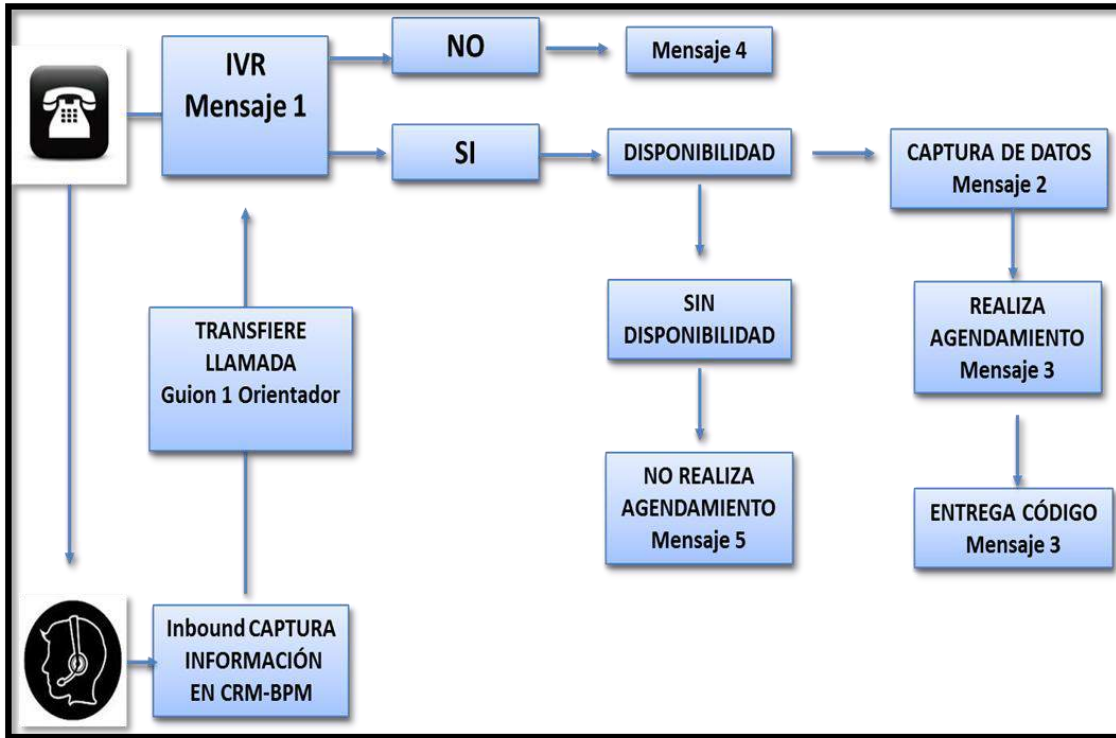 IVR
Mensaje 1
NO
Mensaje 4
SI
DISPONIBILIDAD
CAPTURA DE DATOS
Mensaje 2
SIN
DISPONIBILIDAD
REALIZA
AGENDAMIENTO
Mensaje 3
TRANSFIERE
LLAMADA
Guion 1 Orientador
NO REALIZA
AGENDAMIENTO
Mensaje 5
ENTREGA CÓDIGO
Mensaje 3
Inbound CAPTURA
INFORMACIÓN
EN CRM-BPM